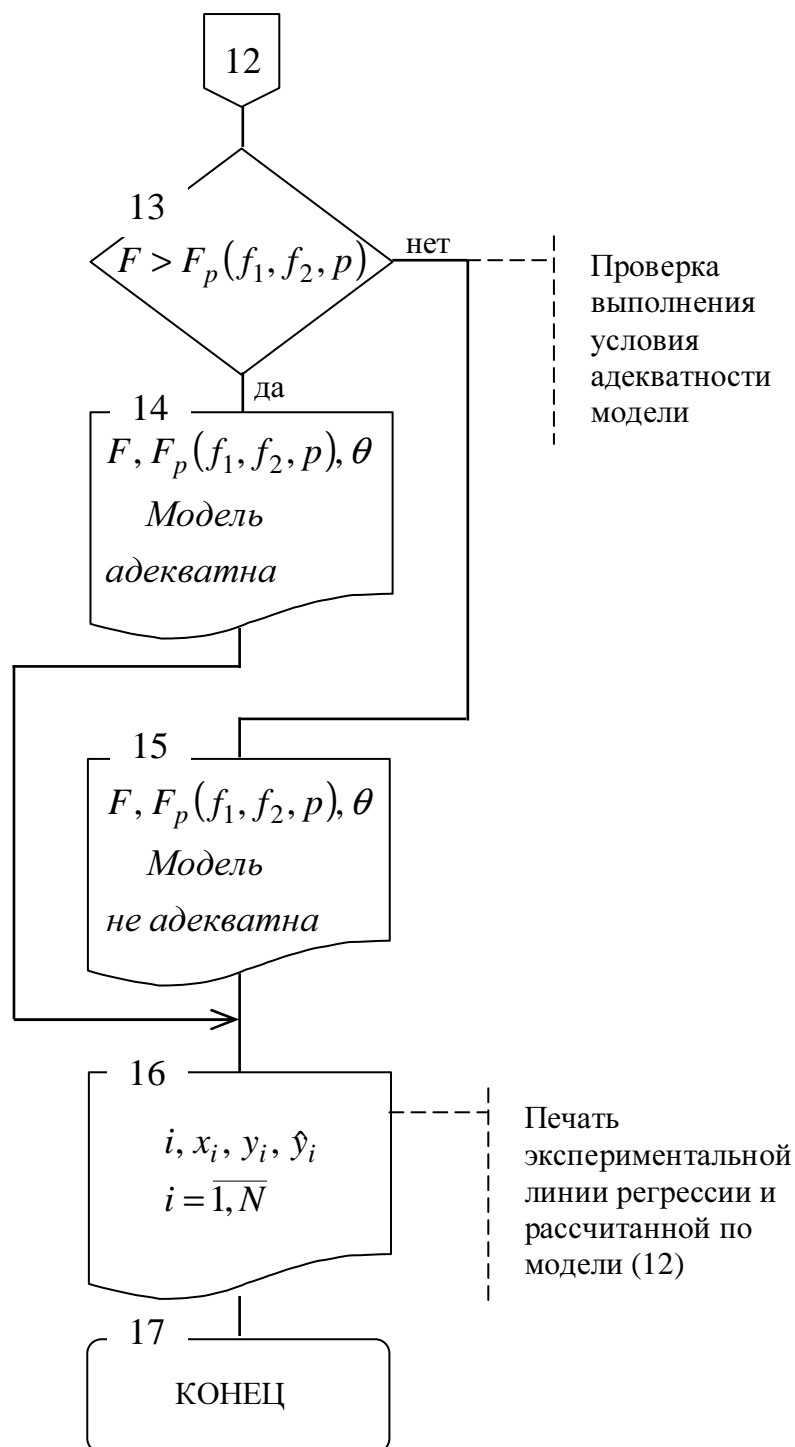 12
13
F > F_p(f_1, f_2, p)
нет
Проверка
выполнения
условия
адекватности
модели
да
14
F, F_p(f_1, f_2, p), θ
Модель
адекватна
15
F, F_p(f_1, f_2, p), θ
Модель
не адекватна
16
i, x_i, y_i, ŷ_i
i = \overline{1, N}
Печать
экспериментальной
линии регрессии и
рассчитанной по
модели (12)
17
КОНЕЦ